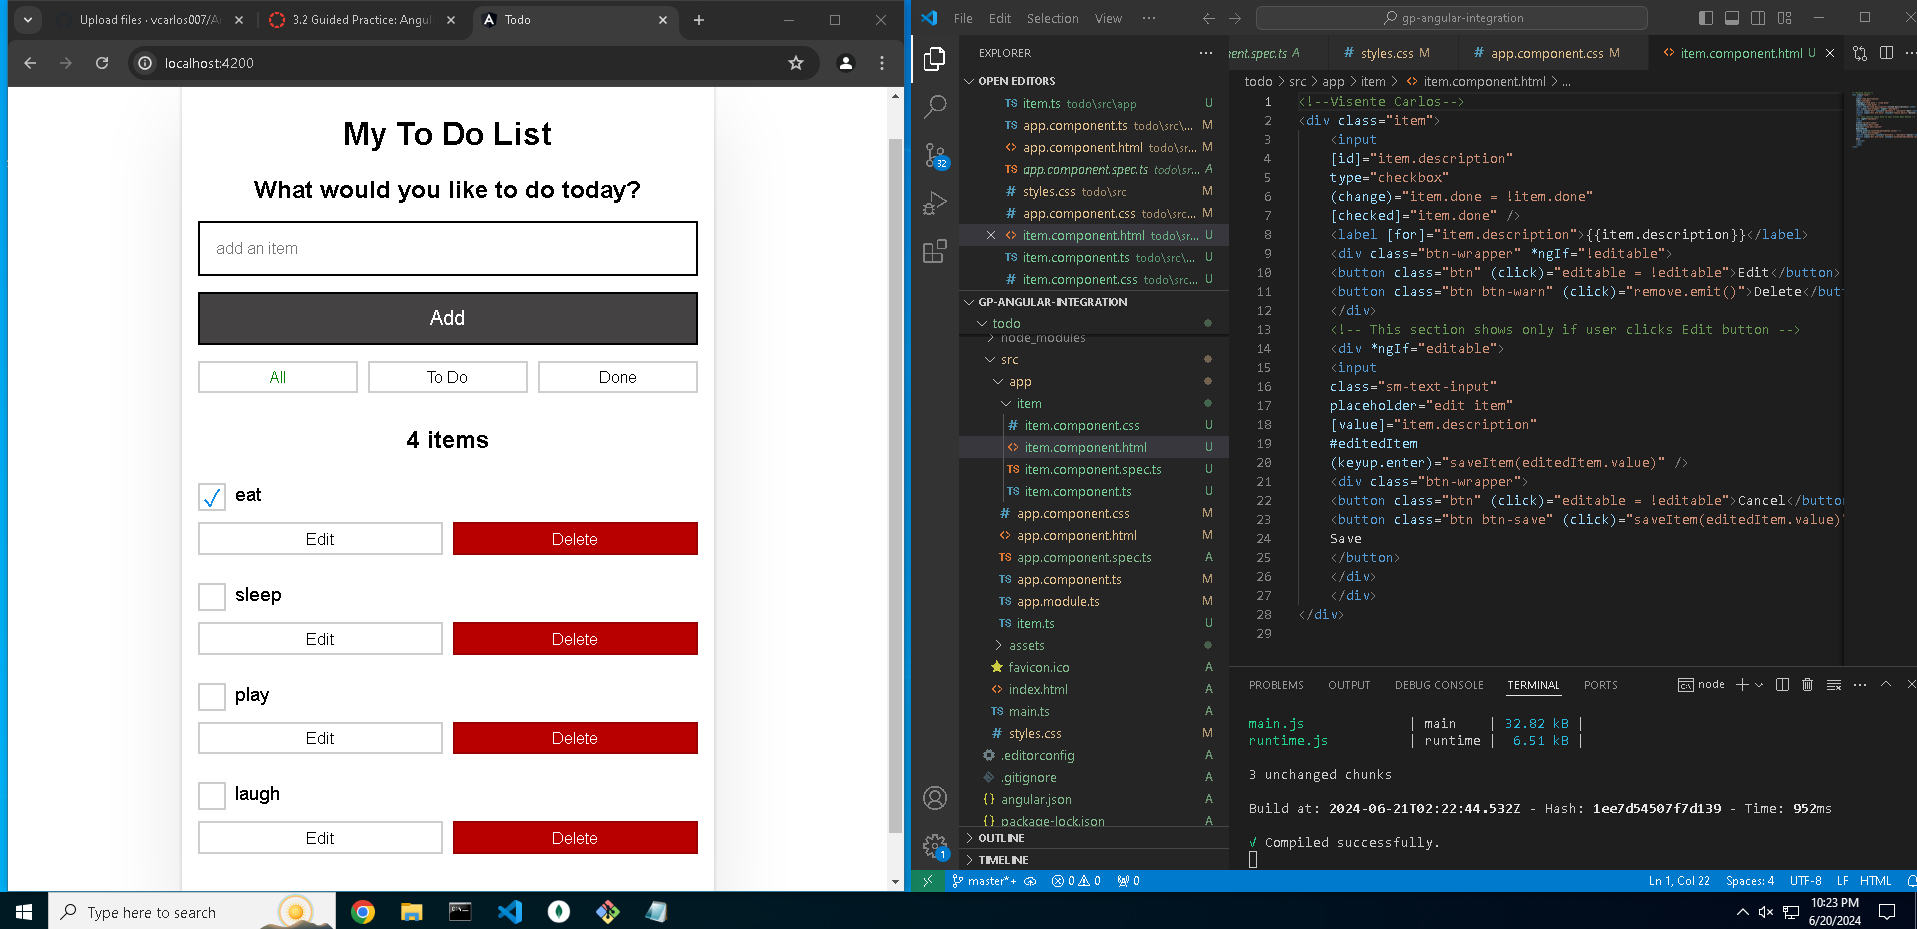 Upload files · vcarlos007/A
3.2 Guided Practice: Angul
Todo
localhost:4200
My To Do List
What would you like to do today?
add an item
Add
All
To Do
Done
4 items
eat
Edit
Delete
sleep
Edit
Delete
play
Edit
Delete
laugh
Edit
Delete
File Edit Selection View ···
gp-angular-integration
EXPLORER
OPEN EDITORS
item.ts todo\src\app U
app.component.ts todo\src\... M
app.component.html todo\sr... M
app.component.spec.ts todo\sr... A
styles.css todo\src M
app.component.css todo\src... M
item.component.html todo\sr... U
item.component.ts todo\src\... U
item.component.css todo\src... U
GP-ANGULAR-INTEGRATION
todo
node_modules
src
app
item
item.component.css U
item.component.html U
item.component.spec.ts U
item.component.ts U
app.component.css M
app.component.html M
app.component.spec.ts A
app.component.ts M
app.module.ts M
item.ts U
assets
favicon.ico A
index.html A
main.ts A
styles.css M
.editorconfig A
.gitignore A
angular.json A
package-lock.json A
OUTLINE
TIMELINE
32
1
nent.spec.ts A
styles.css M
app.component.css M
item.component.html U
todo > src > app > item > item.component.html > ...
1 <!--Visente Carlos-->
2 <div class="item">
3 <input
4 [id]="item.description"
5 type="checkbox"
6 (change)="item.done = !item.done"
7 [checked]="item.done" />
8 <label [for]="item.description">{{item.description}}</label>
9 <div class="btn-wrapper" *ngIf="!editable">
10 <button class="btn" (click)="editable = !editable">Edit</button>
11 <button class="btn btn-warn" (click)="remove.emit()">Delete</but
12 </div>
13 <!-- This section shows only if user clicks Edit button -->
14 <div *ngIf="editable">
15 <input
16 class="sm-text-input"
17 placeholder="edit item"
18 [value]="item.description"
19 #editedItem
20 (keyup.enter)="saveItem(editedItem.value)" />
21 <div class="btn-wrapper">
22 <button class="btn" (click)="editable = !editable">Cancel</butto
23 <button class="btn btn-save" (click)="saveItem(editedItem.value)"
24 Save
25 </button>
26 </div>
27 </div>
28 </div>
29
PROBLEMS OUTPUT DEBUG CONSOLE TERMINAL PORTS
node
main.js | main | 32.82 kB |
runtime.js | runtime | 6.51 kB |
3 unchanged chunks
Build at: 2024-06-21T02:22:44.532Z - Hash: 1ee7d54507f7d139 - Time: 952ms
√ Compiled successfully.
master*+ 0 0 0
Ln 1, Col 22 Spaces: 4 UTF-8 LF HTML
Type here to search
10:23 PM
6/20/2024